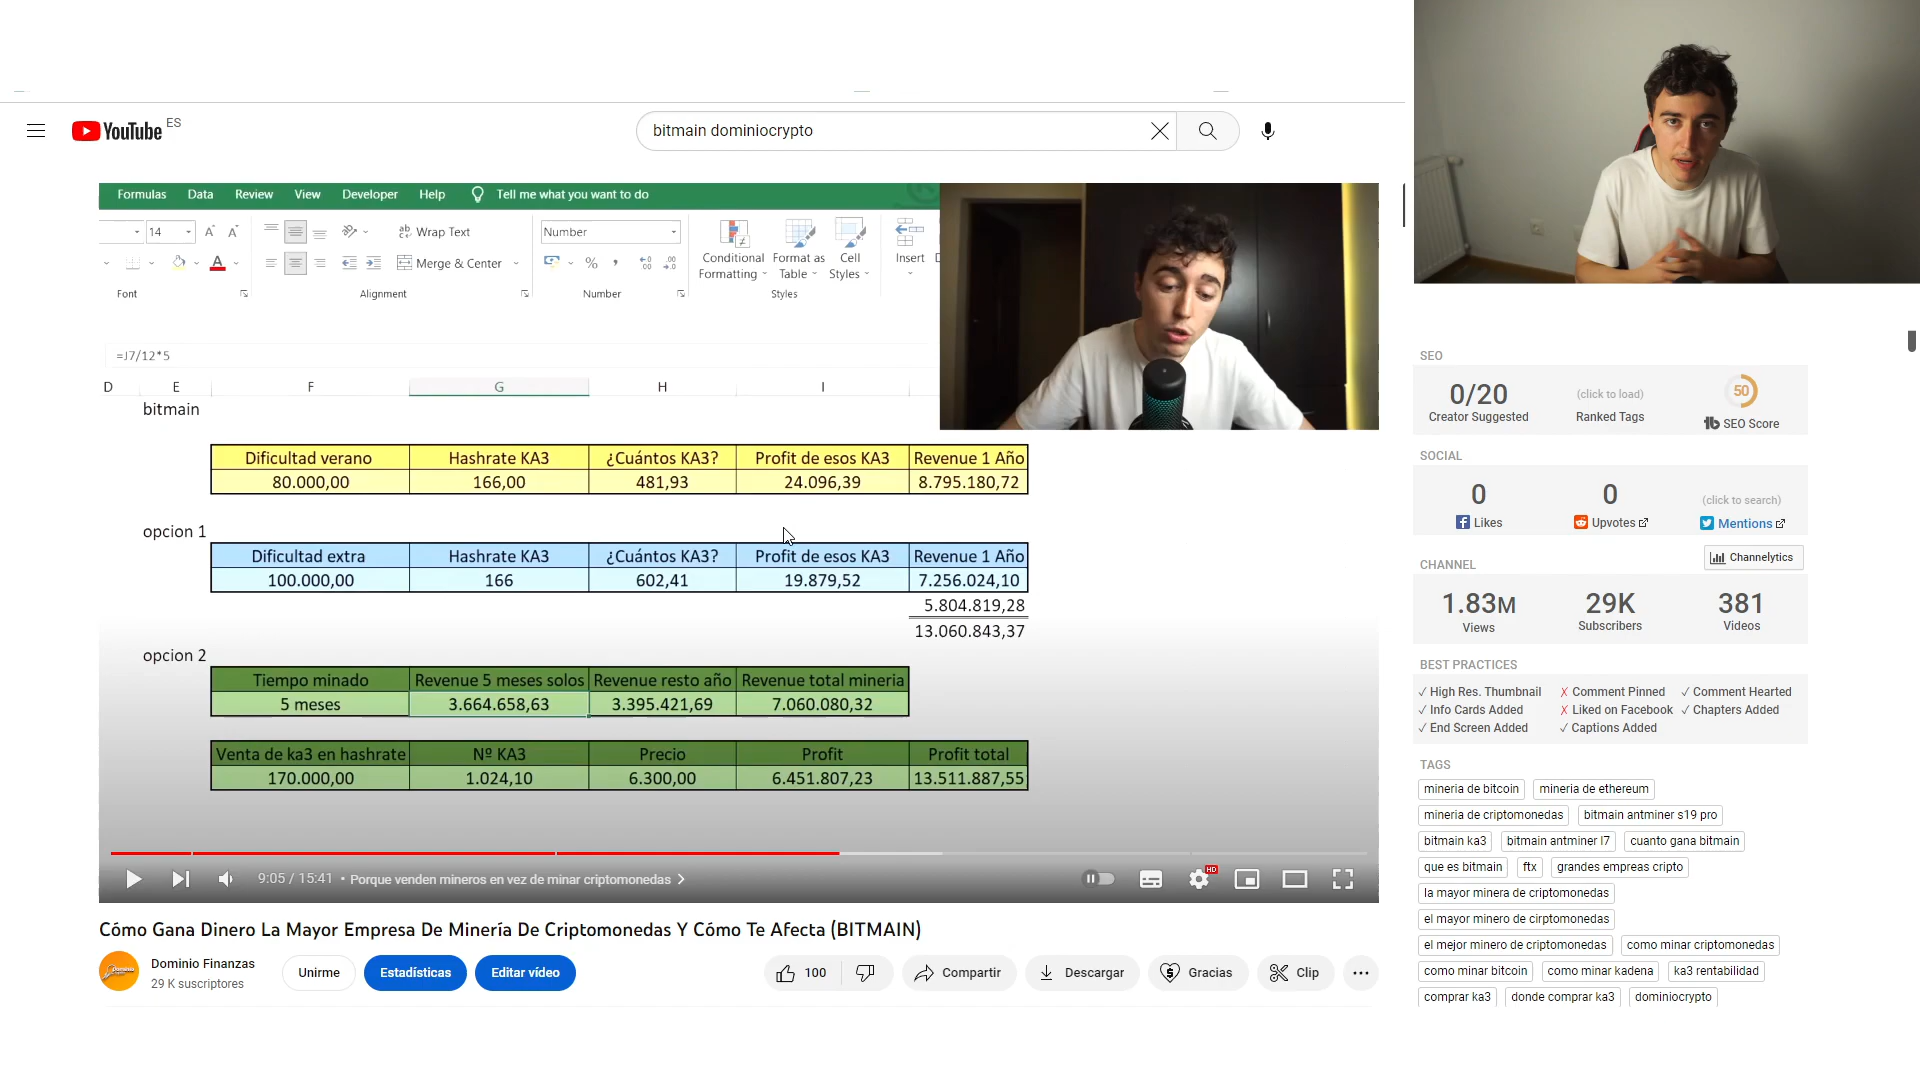 YouTube ES
bitmain dominiocrypto
Formulas Data Review View Developer Help Tell me what you want to do
14 Wrap Text Number
Merge & Center
Conditional Formatting Format as Table Cell Styles Insert
Font Alignment Number Styles
=J7/12*5
D E F G H I
bitmain
Dificultad verano Hashrate KA3 ¿Cuántos KA3? Profit de esos KA3 Revenue 1 Año
80.000,00 166,00 481,93 24.096,39 8.795.180,72
opcion 1
Dificultad extra Hashrate KA3 ¿Cuántos KA3? Profit de esos KA3 Revenue 1 Año
100.000,00 166 602,41 19.879,52 7.256.024,10
5.804.819,28
13.060.843,37
opcion 2
Tiempo minado Revenue 5 meses solos Revenue resto año Revenue total mineria
5 meses 3.664.658,63 3.395.421,69 7.060.080,32
Venta de ka3 en hashrate Nº KA3 Precio Profit Profit total
170.000,00 1.024,10 6.300,00 6.451.807,23 13.511.887,55
9:05 / 15:41 • Porque venden mineros en vez de minar criptomonedas
HD
Cómo Gana Dinero La Mayor Empresa De Minería De Criptomonedas Y Cómo Te Afecta (BITMAIN)
Dominio Finanzas
29 K suscriptores
Unirme Estadísticas Editar vídeo 100 Compartir Descargar Gracias Clip
SEO
0/20 (click to load) 50
Creator Suggested Ranked Tags tb SEO Score
SOCIAL
0 0 (click to search)
Likes Upvotes Mentions
CHANNEL Channelytics
1.83M 29K 381
Views Subscribers Videos
BEST PRACTICES
✓ High Res. Thumbnail ✗ Comment Pinned ✓ Comment Hearted
✓ Info Cards Added ✗ Liked on Facebook ✓ Chapters Added
✓ End Screen Added ✓ Captions Added
TAGS
mineria de bitcoin mineria de ethereum
mineria de criptomonedas bitmain antminer s19 pro
bitmain ka3 bitmain antminer l7 cuanto gana bitmain
que es bitmain ftx grandes empreas cripto
la mayor minera de criptomonedas
el mayor minero de cirptomonedas
el mejor minero de criptomonedas como minar criptomonedas
como minar bitcoin como minar kadena ka3 rentabilidad
comprar ka3 donde comprar ka3 dominiocrypto